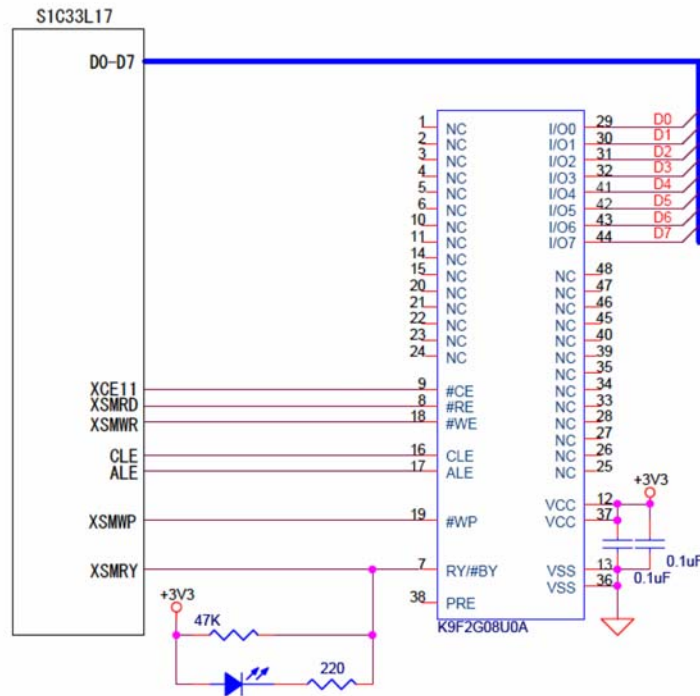 S1C33L17
D0-D7
1 NC I/O0 29 D0
2 NC I/O1 30 D1
3 NC I/O2 31 D2
4 NC I/O3 32 D3
5 NC I/O4 41 D4
6 NC I/O5 42 D5
10 NC I/O6 43 D6
11 NC I/O7 44 D7
14 NC
15 NC NC 48
20 NC NC 47
21 NC NC 46
22 NC NC 45
23 NC NC 40
24 NC NC 39
NC 35
XCE11 9 #CE NC 34
XSMRD 8 #RE NC 33
XSMWR 18 #WE NC 28
NC 27
CLE 16 CLE NC 26
ALE 17 ALE NC 25
+3V3
VCC 12
XSMWP 19 #WP VCC 37
0.1uF
XSMRY 7 RY/#BY VSS 13
0.1uF
VSS 36
+3V3
38 PRE
47K
K9F2G08U0A
220